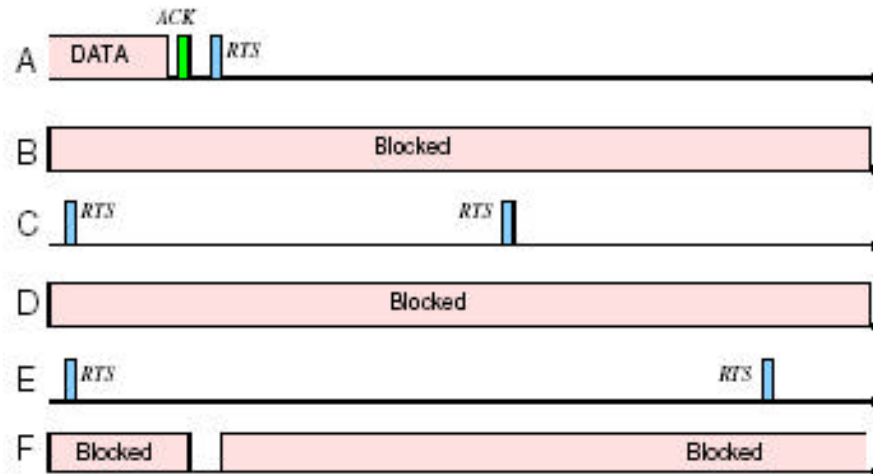 ACK
A DATA RTS
B Blocked
C RTS RTS
D Blocked
E RTS RTS
F Blocked Blocked